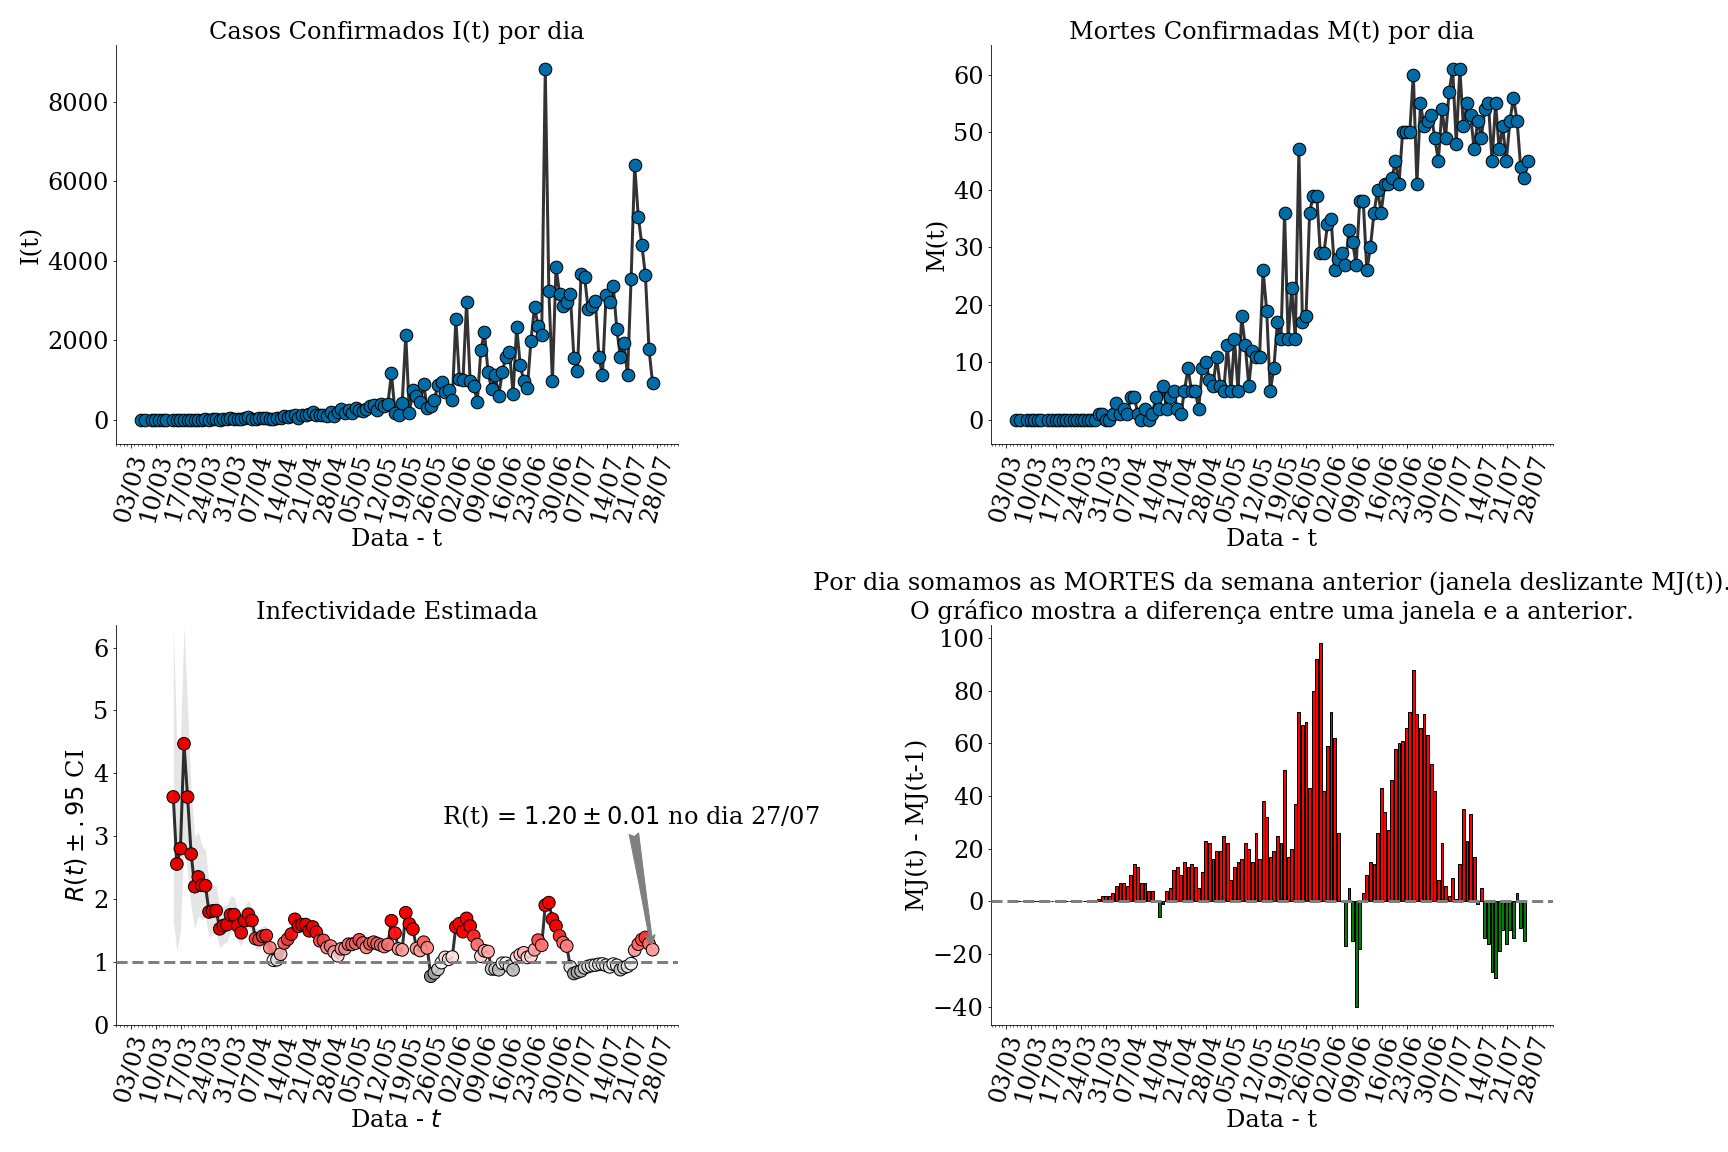 Casos Confirmados I(t) por dia
I(t)
8000
6000
4000
2000
0
03/03 10/03 17/03 24/03 31/03 07/04 14/04 21/04 28/04 05/05 12/05 19/05 26/05 02/06 09/06 16/06 23/06 30/06 07/07 14/07 21/07 28/07
Data - t
Mortes Confirmadas M(t) por dia
M(t)
60
50
40
30
20
10
0
03/03 10/03 17/03 24/03 31/03 07/04 14/04 21/04 28/04 05/05 12/05 19/05 26/05 02/06 09/06 16/06 23/06 30/06 07/07 14/07 21/07 28/07
Data - t
Infectividade Estimada
R(t) ± .95 CI
6
5
4
3
2
1
0
R(t) = 1.20 ± 0.01 no dia 27/07
03/03 10/03 17/03 24/03 31/03 07/04 14/04 21/04 28/04 05/05 12/05 19/05 26/05 02/06 09/06 16/06 23/06 30/06 07/07 14/07 21/07 28/07
Data - t
Por dia somamos as MORTES da semana anterior (janela deslizante MJ(t)).
O gráfico mostra a diferença entre uma janela e a anterior.
MJ(t) - MJ(t-1)
100
80
60
40
20
0
−20
−40
03/03 10/03 17/03 24/03 31/03 07/04 14/04 21/04 28/04 05/05 12/05 19/05 26/05 02/06 09/06 16/06 23/06 30/06 07/07 14/07 21/07 28/07
Data - t